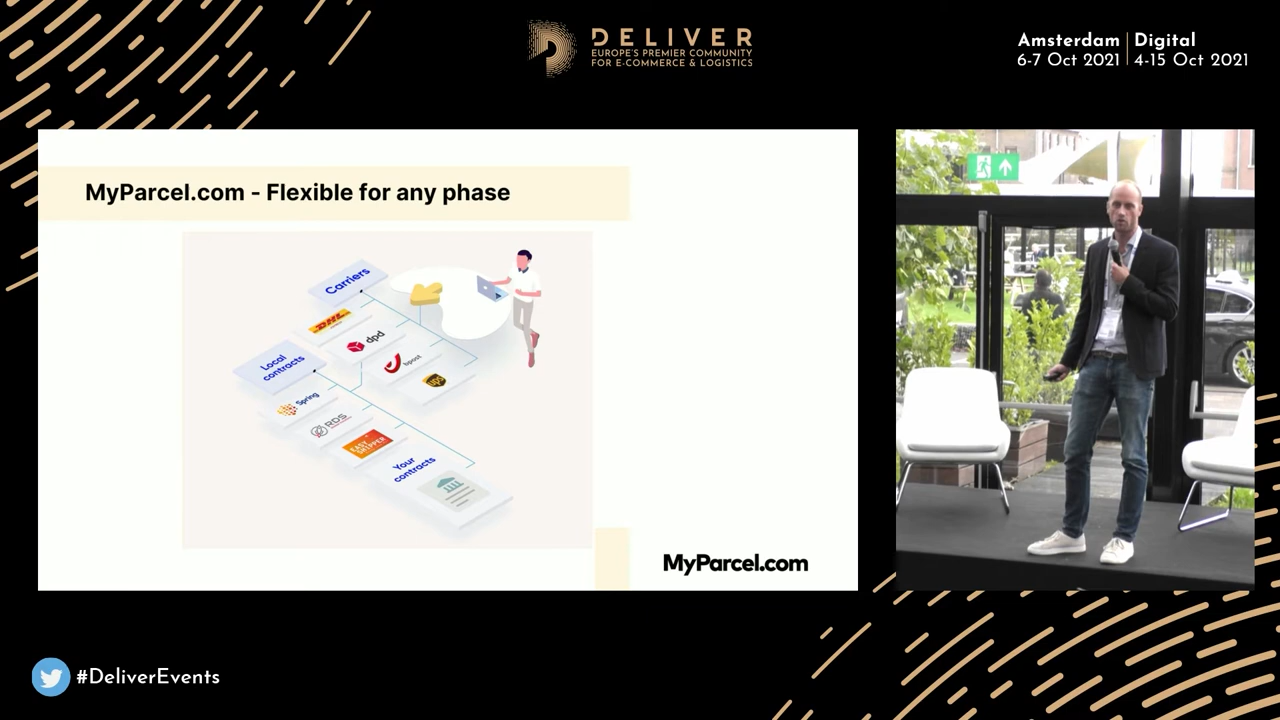 DELIVER
EUROPE'S PREMIER COMMUNITY
FOR E-COMMERCE & LOGISTICS
Amsterdam | Digital
6-7 Oct 2021 | 4-15 Oct 2021
MyParcel.com - Flexible for any phase
Carriers
DHL
dpd
bpost
ups
Local
contracts
Spring
RDS
EASY
SHIPPER
Your
contracts
MyParcel.com
#DeliverEvents